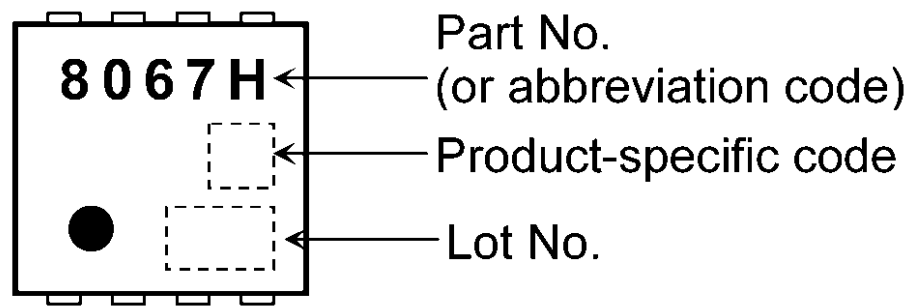 8067H
Part No.
(or abbreviation code)
Product-specific code
Lot No.